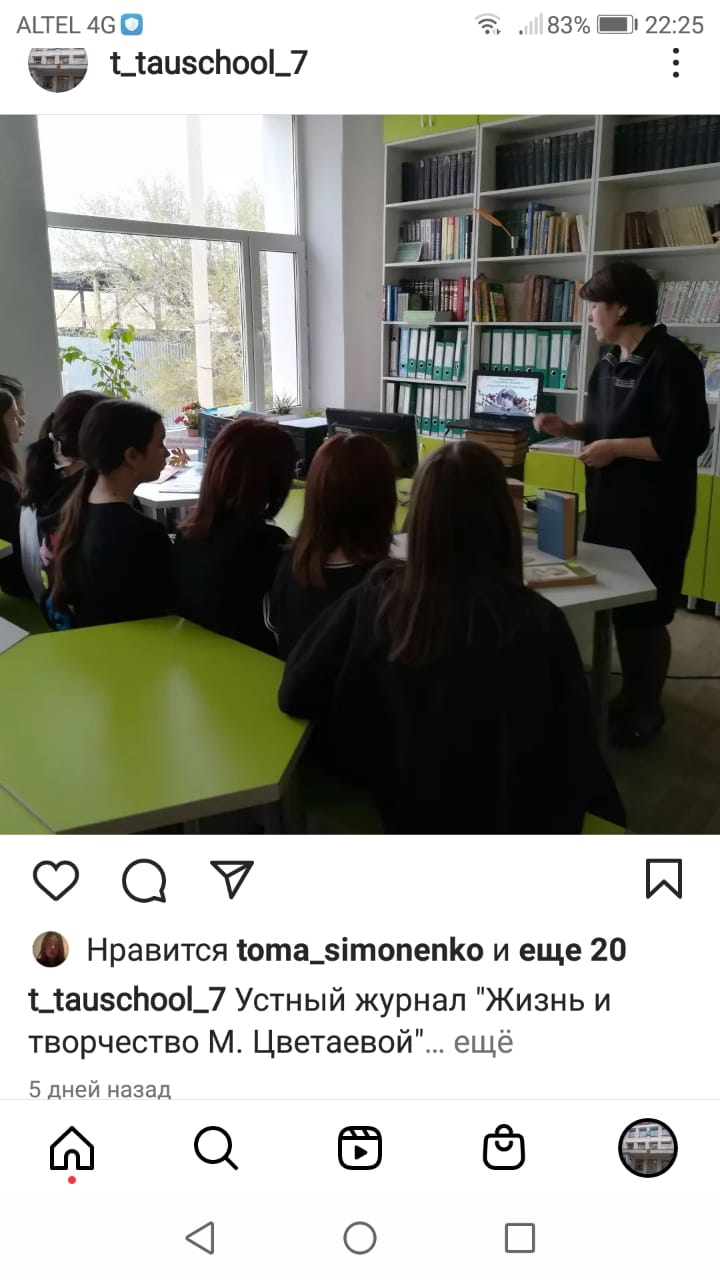 ALTEL 4G 83% 22:25
t_tauschool_7
Нравится toma_simonenko и еще 20
t_tauschool_7 Устный журнал "Жизнь и
творчество М. Цветаевой"... ещё
5 дней назад